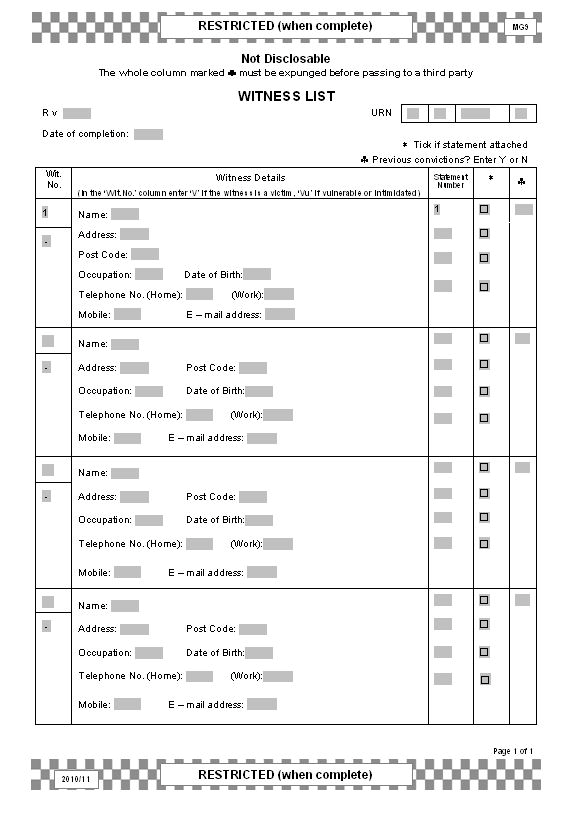 RESTRICTED (when complete)
MG9
Not Disclosable
The whole column marked ♣ must be expunged before passing to a third party
WITNESS LIST
R v
URN
Date of completion:
* Tick if statement attached
♣ Previous convictions? Enter Y or N
Wit. No.
Witness Details
(In the 'Wit.No.' column enter 'V' if the witness is a victim, 'VU' if vulnerable or intimidated)
Statement Number
*
♣
1
Name:
1
-
Address:
Post Code:
Occupation: Date of Birth:
Telephone No. (Home): (Work):
Mobile: E – mail address:
Name:
-
Address: Post Code:
Occupation: Date of Birth:
Telephone No. (Home): (Work):
Mobile: E – mail address:
Name:
-
Address: Post Code:
Occupation: Date of Birth:
Telephone No. (Home): (Work):
Mobile: E – mail address:
Name:
-
Address: Post Code:
Occupation: Date of Birth:
Telephone No. (Home): (Work):
Mobile: E – mail address:
Page 1 of 1
2010/11
RESTRICTED (when complete)